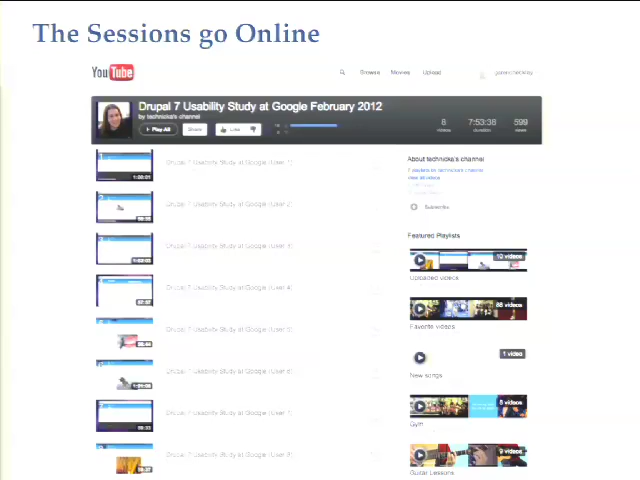 The Sessions go Online
YouTube
Browse Movies Upload
Drupal 7 Usability Study at Google February 2012
by technicka's channel
Play All Share Like
8 videos
7:53:38 duration
599 views
Drupal 7 Usability Study at Google (User 1)
Drupal 7 Usability Study at Google (User 2)
Drupal 7 Usability Study at Google (User 3)
Drupal 7 Usability Study at Google (User 4)
Drupal 7 Usability Study at Google (User 5)
Drupal 7 Usability Study at Google (User 6)
Drupal 7 Usability Study at Google (User 7)
Drupal 7 Usability Study at Google (User 8)
About technicka's channel
Subscribe
Featured Playlists
10 videos
Uploaded videos
88 videos
Favorite videos
1 video
New songs
5 videos
Gym
9 videos
Guitar Lessons